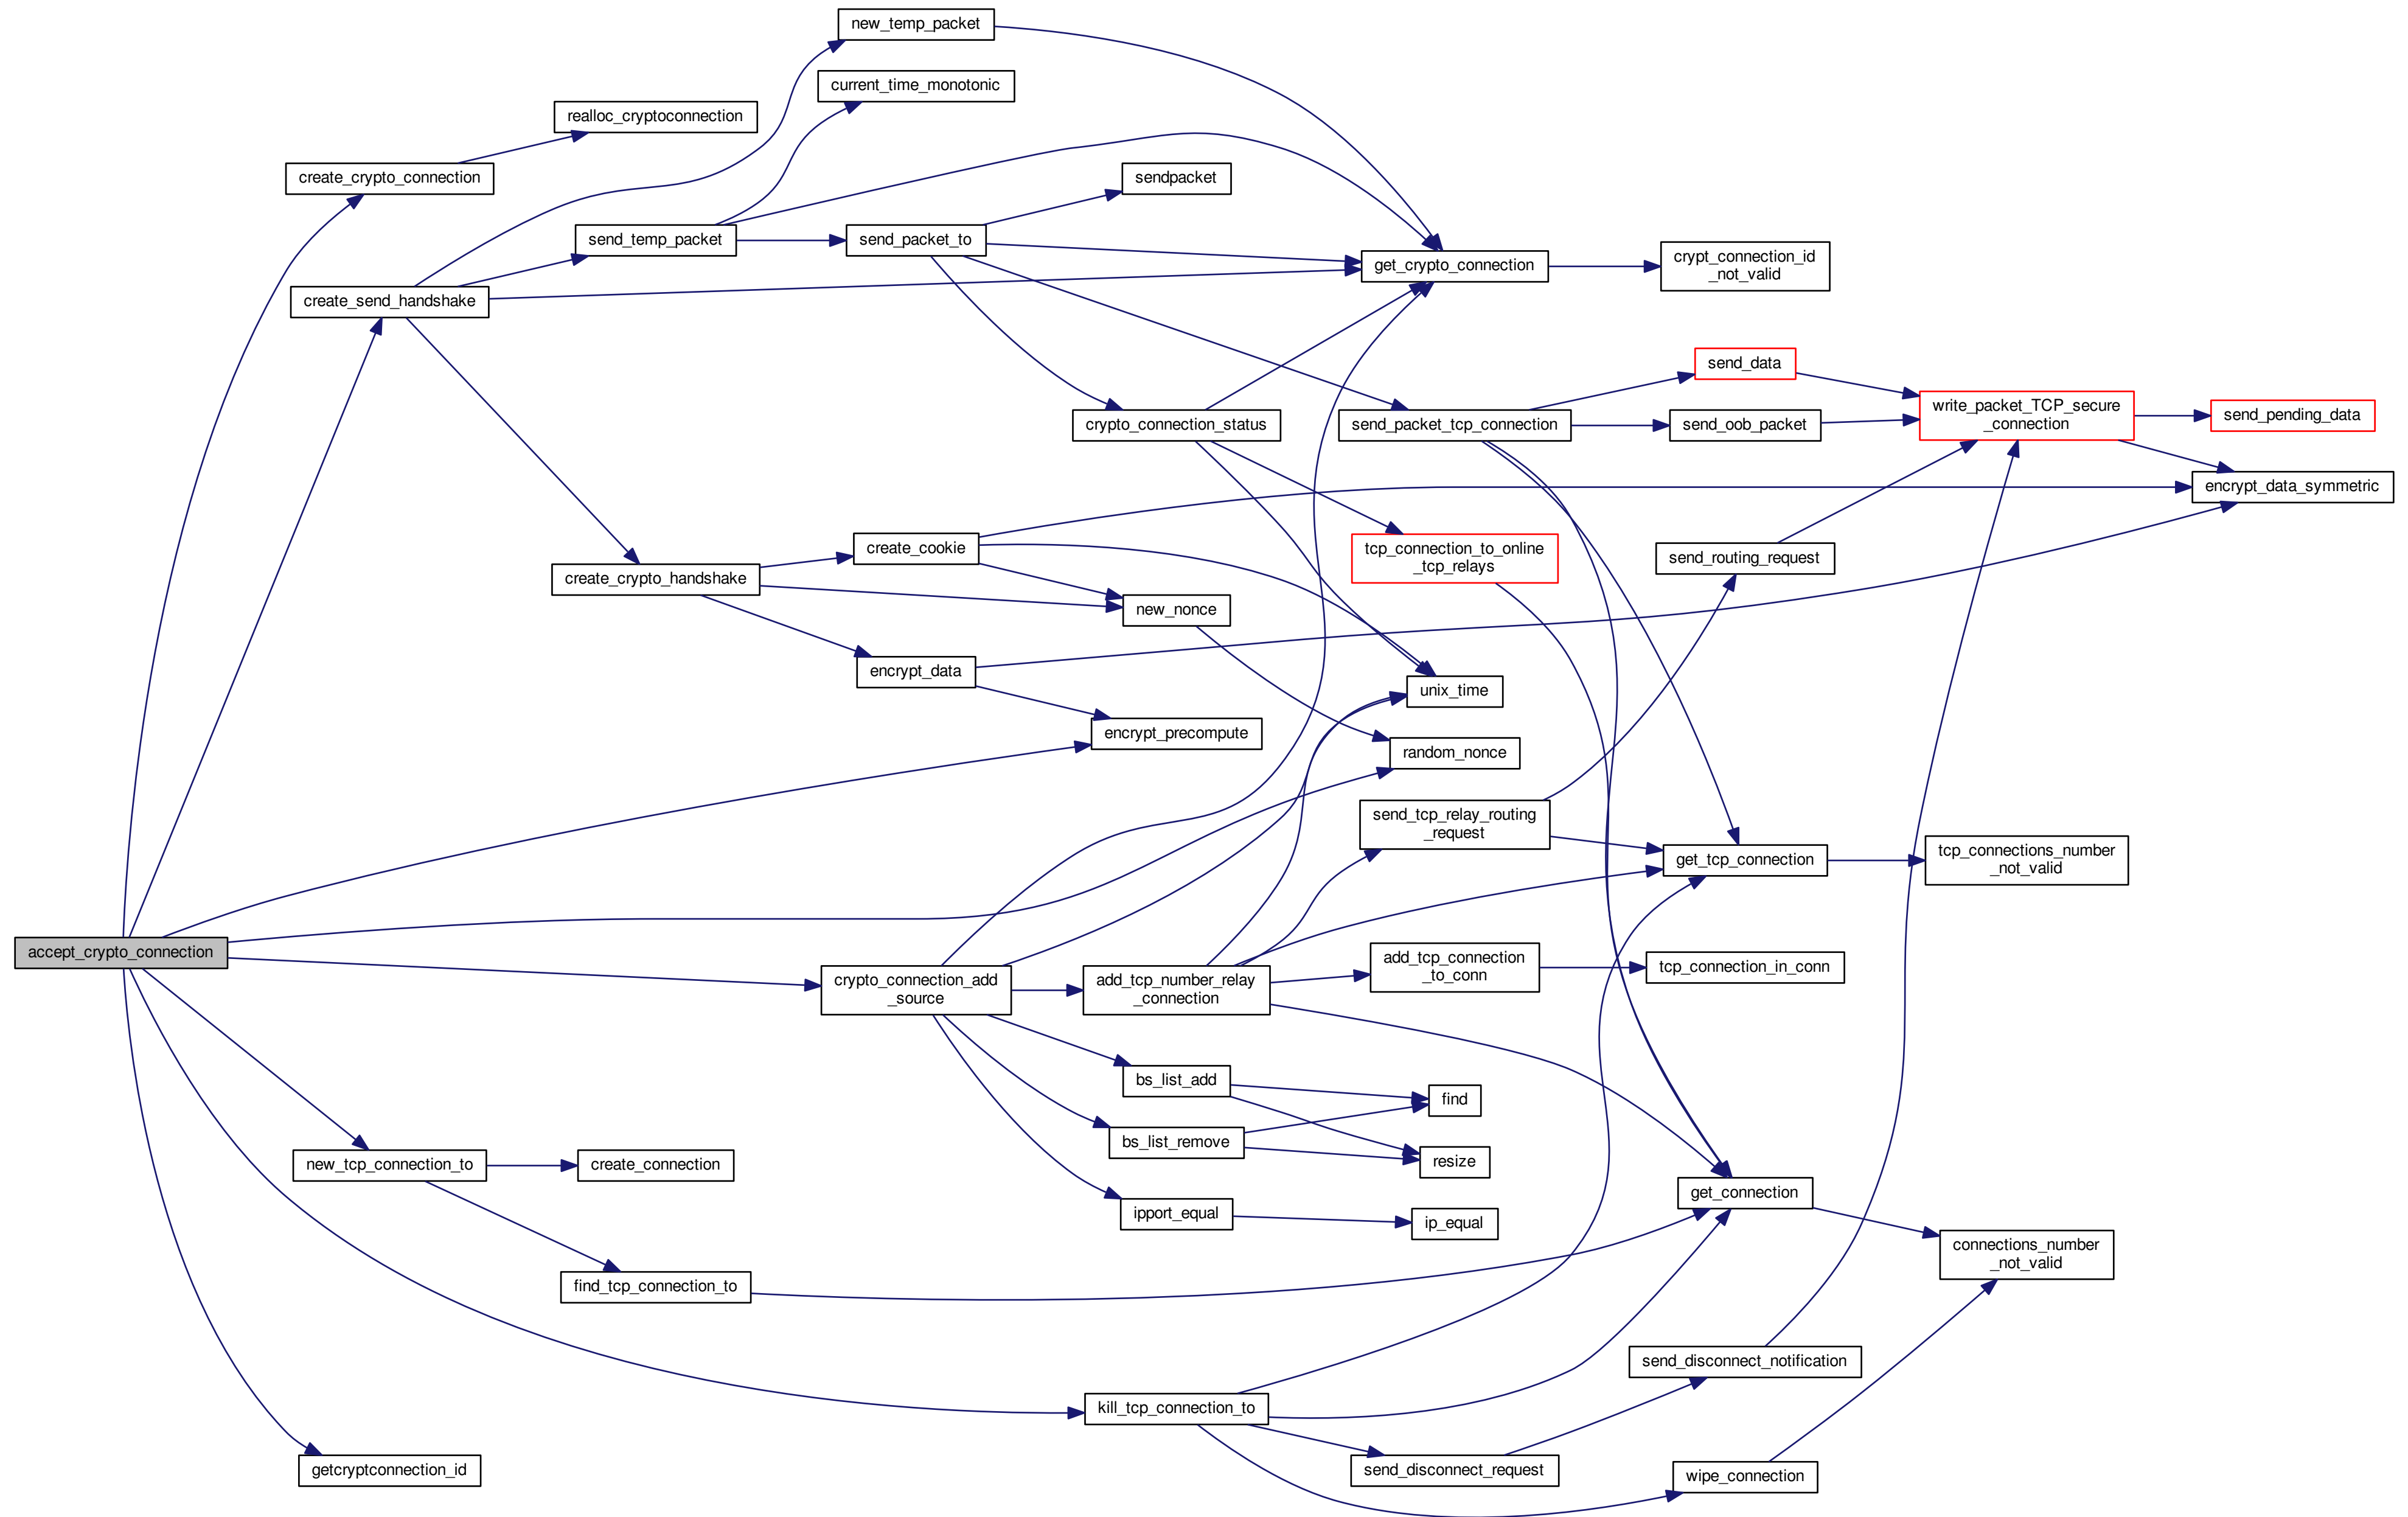 new_temp_packet
current_time_monotonic
realloc_cryptoconnection
create_crypto_connection
sendpacket
send_temp_packet
send_packet_to
get_crypto_connection
crypt_connection_id
_not_valid
create_send_handshake
send_data
write_packet_TCP_secure
_connection
send_pending_data
crypto_connection_status
send_packet_tcp_connection
send_oob_packet
encrypt_data_symmetric
create_cookie
tcp_connection_to_online
_tcp_relays
send_routing_request
create_crypto_handshake
new_nonce
encrypt_data
unix_time
encrypt_precompute
random_nonce
send_tcp_relay_routing
_request
get_tcp_connection
tcp_connections_number
_not_valid
accept_crypto_connection
crypto_connection_add
_source
add_tcp_number_relay
_connection
add_tcp_connection
_to_conn
tcp_connection_in_conn
bs_list_add
find
bs_list_remove
resize
new_tcp_connection_to
create_connection
get_connection
ipport_equal
ip_equal
connections_number
_not_valid
find_tcp_connection_to
send_disconnect_notification
kill_tcp_connection_to
getcryptconnection_id
send_disconnect_request
wipe_connection